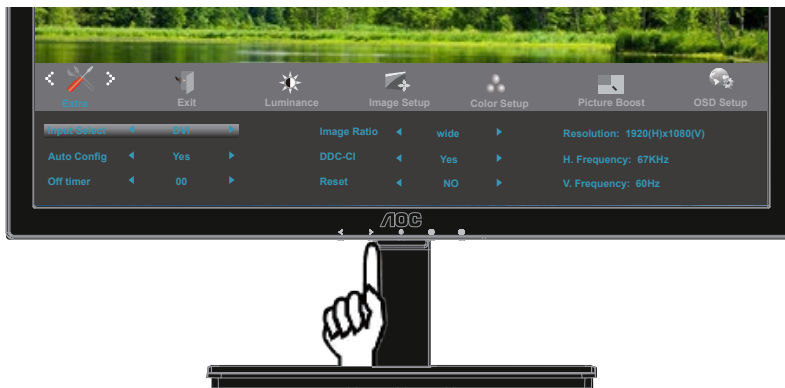 Extra Exit Luminance Image Setup Color Setup Picture Boost OSD Setup
Input Select DVI Image Ratio wide Resolution: 1920(H)x1080(V)
Auto Config Yes DDC-CI Yes H. Frequency: 67KHz
Off timer 00 Reset NO V. Frequency: 60Hz
AOC